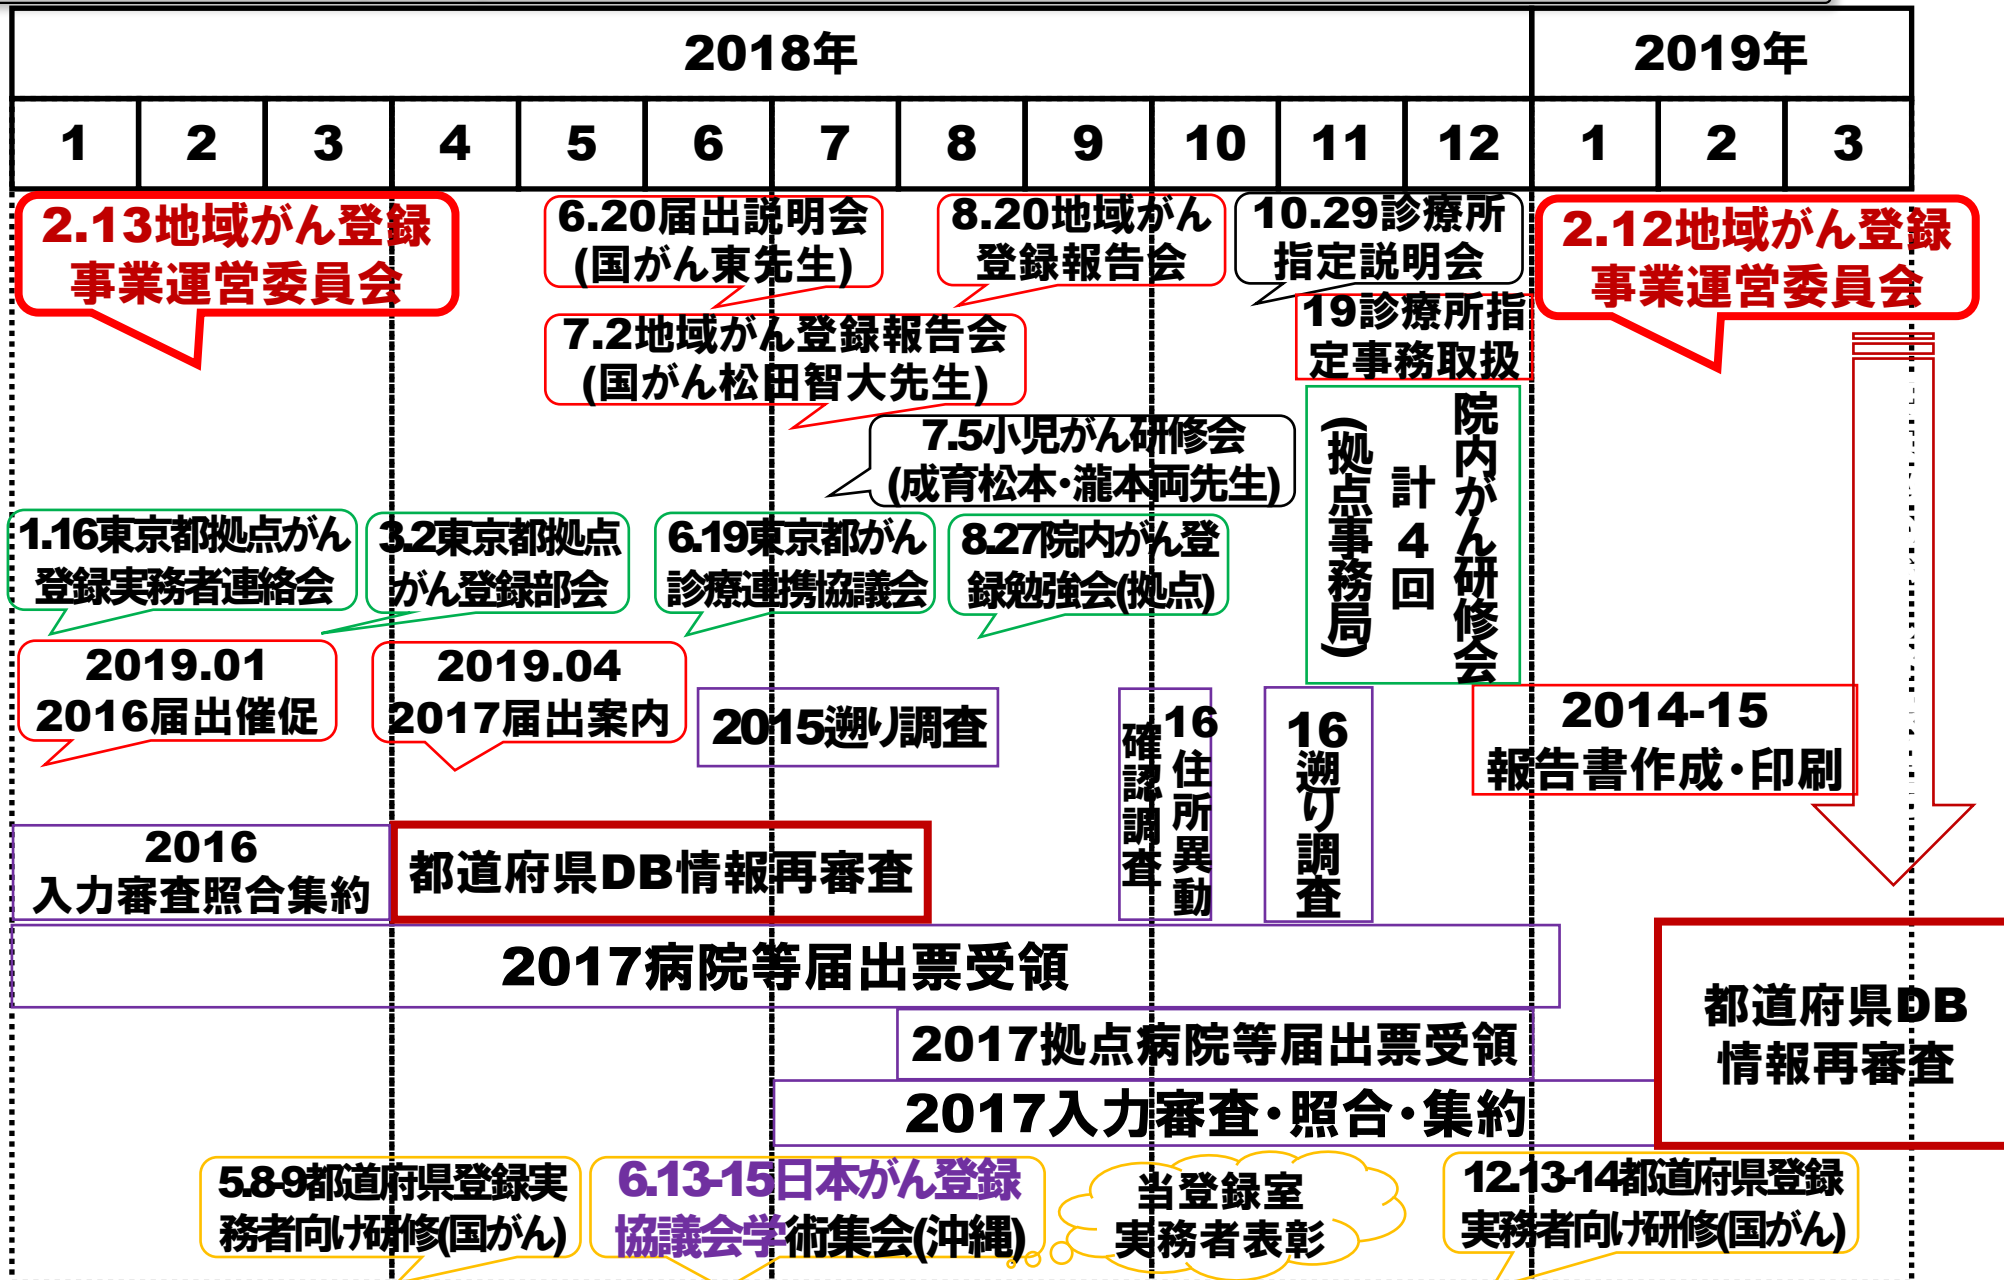 2018年
2019年
1 2 3 4 5 6 7 8 9 10 11 12 1 2 3
2.13地域がん登録
事業運営委員会
6.20届出説明会
(国がん東先生)
8.20地域がん
登録報告会
10.29診療所
指定説明会
2.12地域がん登録
事業運営委員会
19診療所指
定事務取扱
7.2地域がん登録報告会
(国がん松田智大先生)
7.5小児がん研修会
(成育松本・瀧本両先生)
院内がん研修会
計4回
(拠点事務局)
1.16東京都拠点がん
登録実務者連絡会
3.2東京都拠点
がん登録部会
6.19東京都がん
診療連携協議会
8.27院内がん登
録勉強会(拠点)
2019.01
2016届出催促
2019.04
2017届出案内
2015遡り調査
16住所異動
確認調査
16遡り調査
2014-15
報告書作成・印刷
2016
入力審査照合集約
都道府県DB情報再審査
2017病院等届出票受領
2017拠点病院等届出票受領
2017入力審査・照合・集約
都道府県DB
情報再審査
5.8-9都道府県登録実
務者向け研修(国がん)
6.13-15日本がん登録
協議会学術集会(沖縄)
当登録室
実務者表彰
12.13-14都道府県登録
実務者向け研修(国がん)